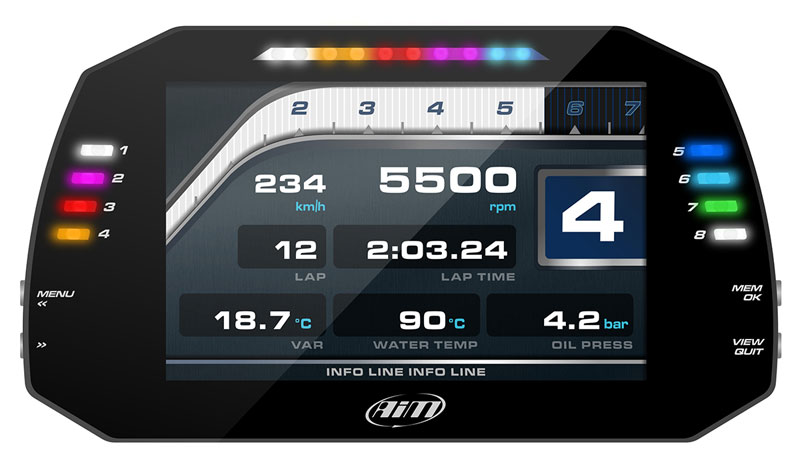 2 3 4 5 6 7
234 km/h
5500 rpm
1
2
3
4
5
6
7
8
4
12
LAP
2:03.24
LAP TIME
MENU
<<
>>
MEM
OK
VIEW
QUIT
18.7 °C
VAR
90 °C
WATER TEMP
4.2 bar
OIL PRESS
INFO LINE INFO LINE
AiM